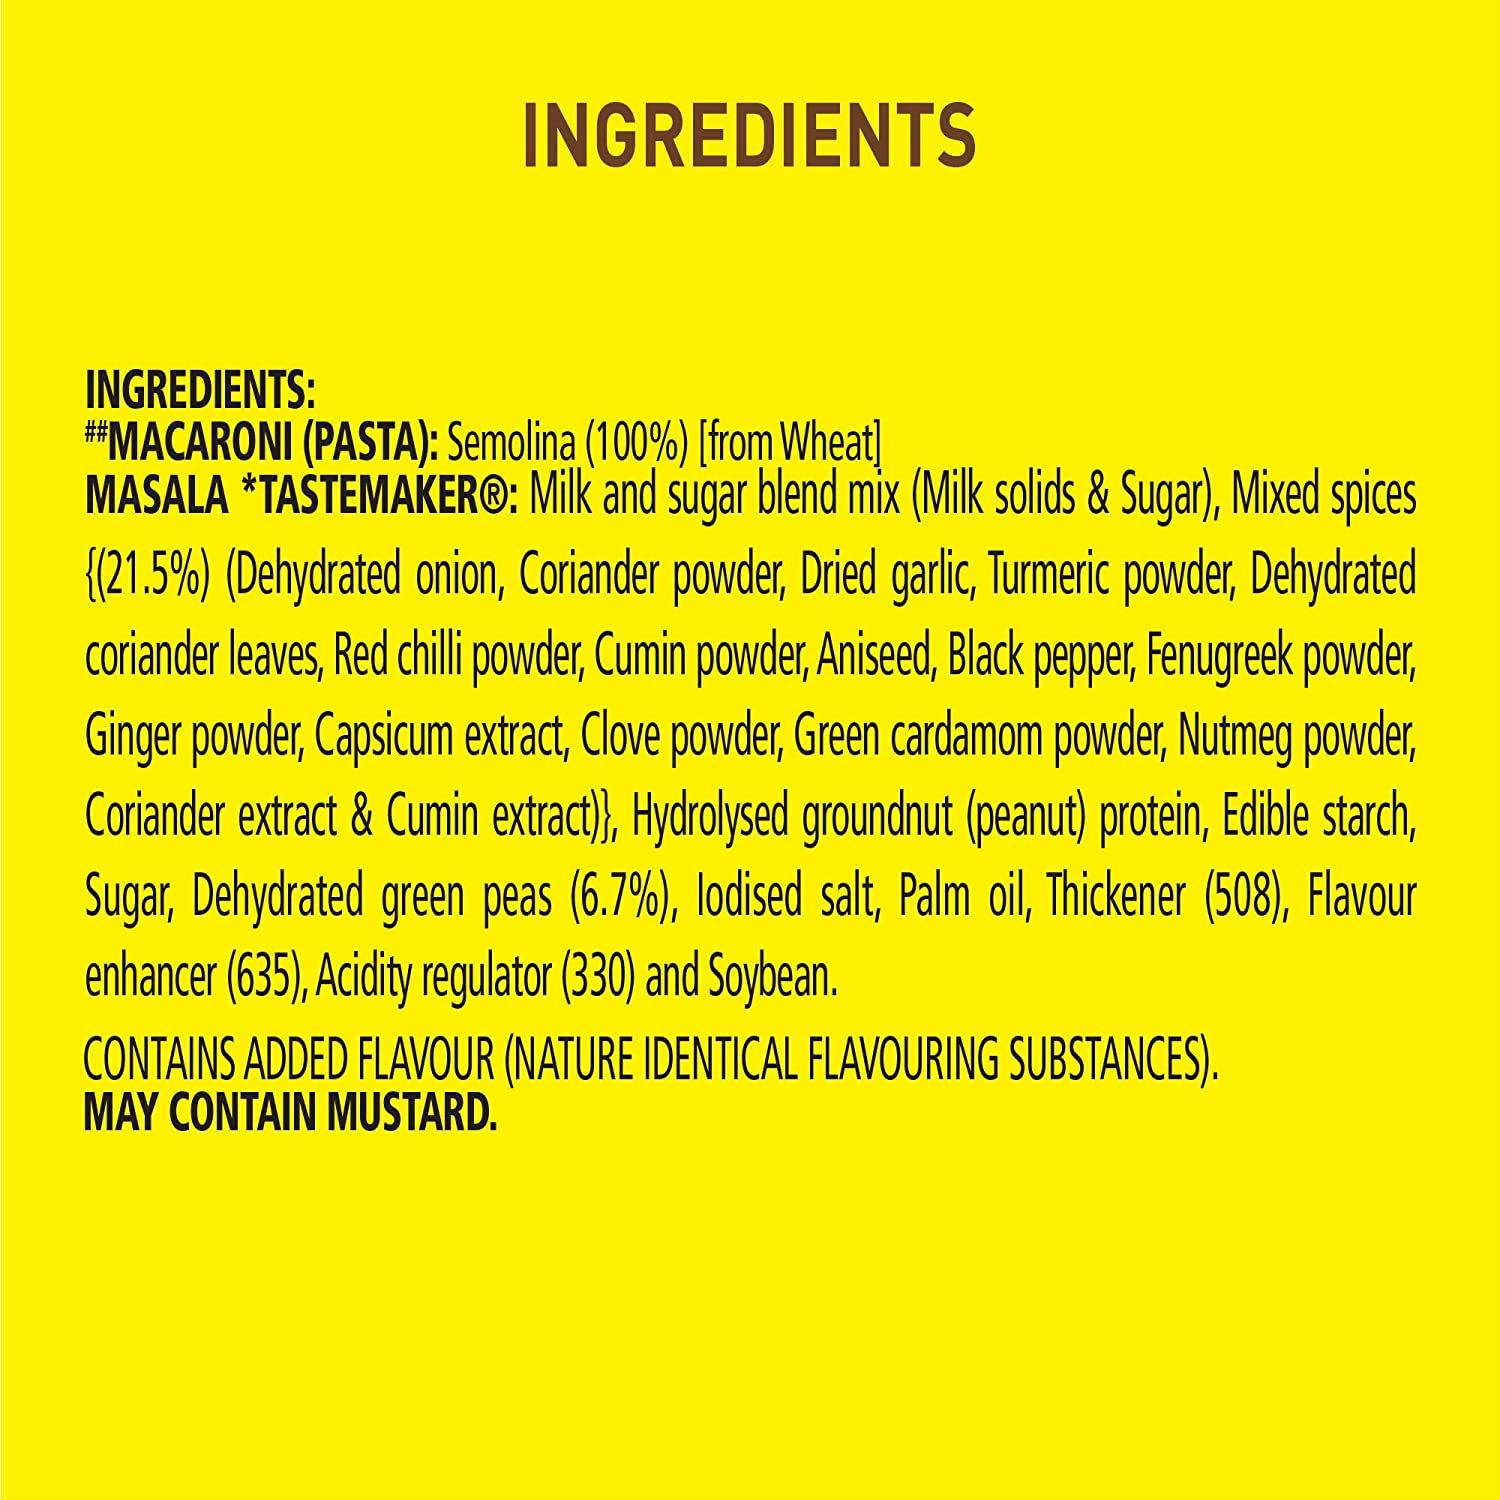 INGREDIENTS
INGREDIENTS:
##MACARONI (PASTA): Semolina (100%) [from Wheat]
MASALA *TASTEMAKER®: Milk and sugar blend mix (Milk solids & Sugar), Mixed spices
{(21.5%) (Dehydrated onion, Coriander powder, Dried garlic, Turmeric powder, Dehydrated
coriander leaves, Red chilli powder, Cumin powder, Aniseed, Black pepper, Fenugreek powder,
Ginger powder, Capsicum extract, Clove powder, Green cardamom powder, Nutmeg powder,
Coriander extract & Cumin extract)}, Hydrolysed groundnut (peanut) protein, Edible starch,
Sugar, Dehydrated green peas (6.7%), Iodised salt, Palm oil, Thickener (508), Flavour
enhancer (635), Acidity regulator (330) and Soybean.
CONTAINS ADDED FLAVOUR (NATURE IDENTICAL FLAVOURING SUBSTANCES).
MAY CONTAIN MUSTARD.